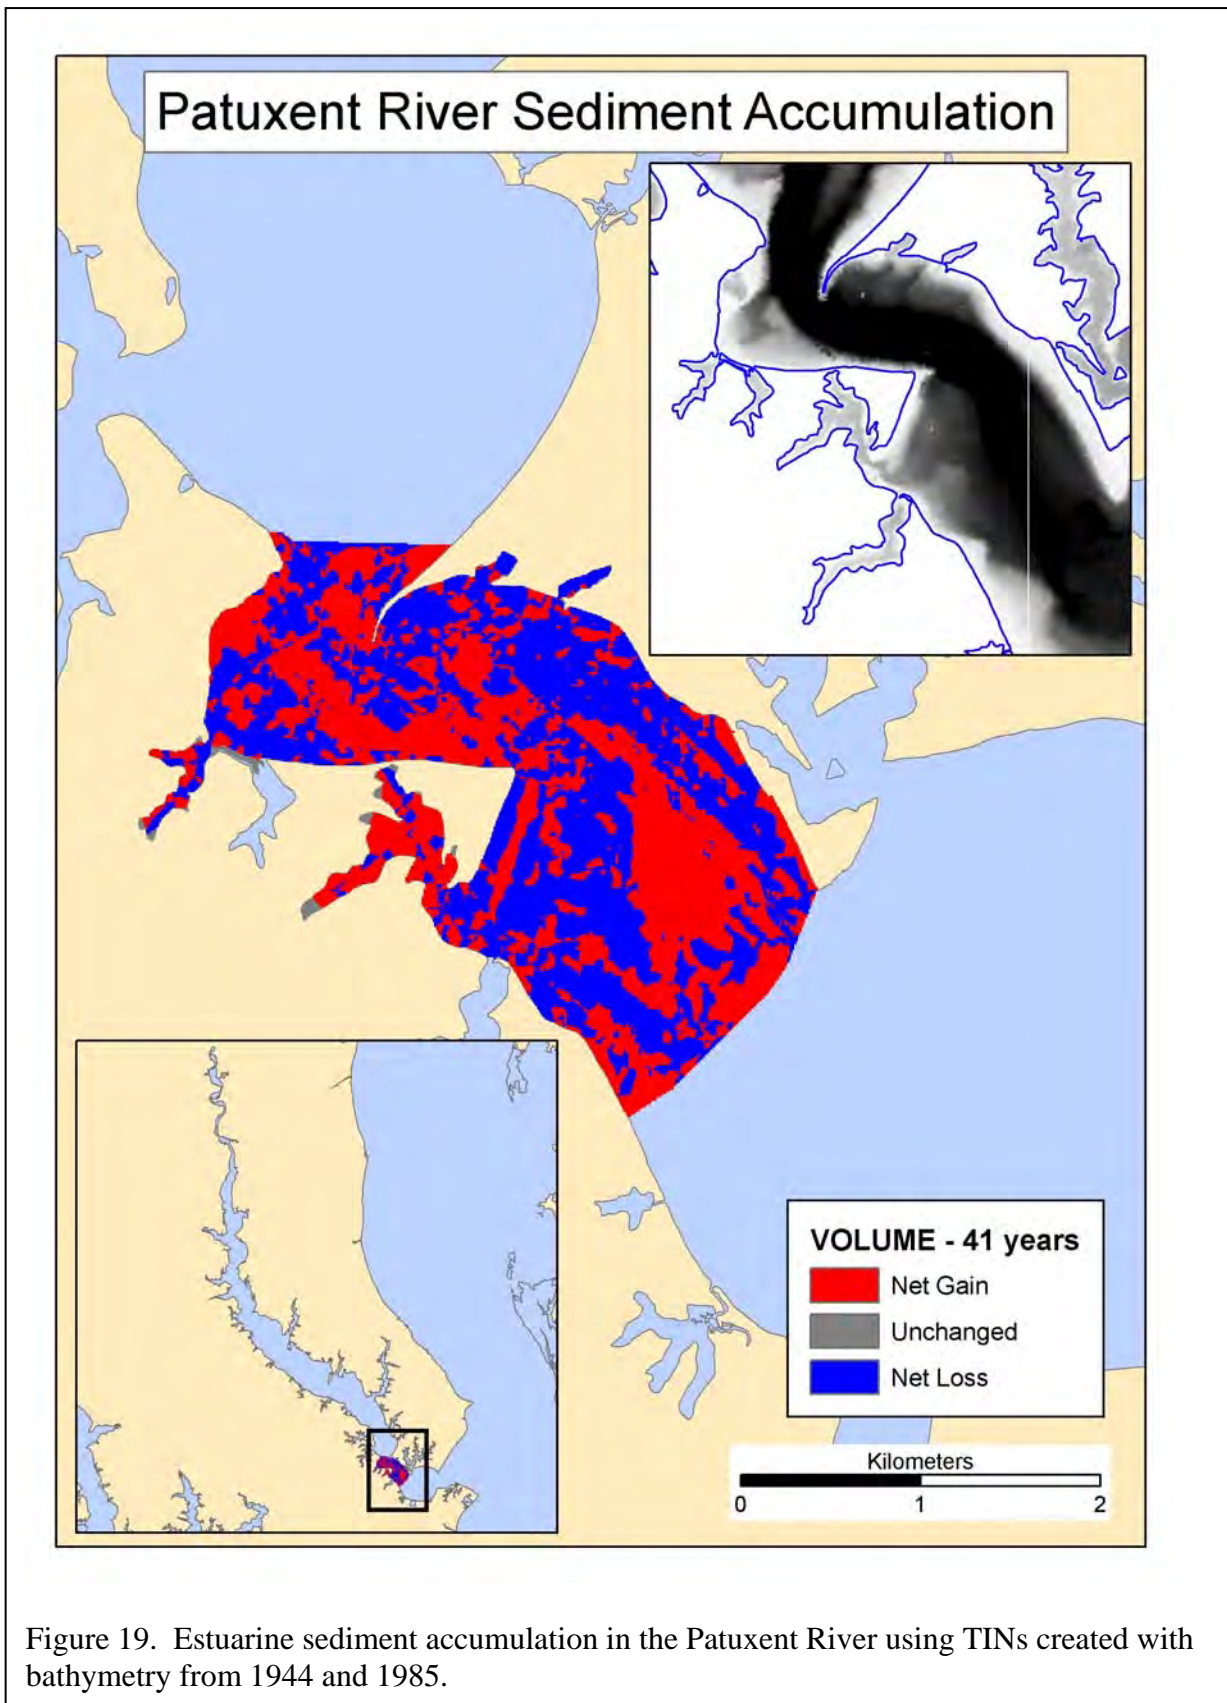 Patuxent River Sediment Accumulation
VOLUME - 41 years
Net Gain
Unchanged
Net Loss
Kilometers
0 1 2
Figure 19.  Estuarine sediment accumulation in the Patuxent River using TINs created with
bathymetry from 1944 and 1985.